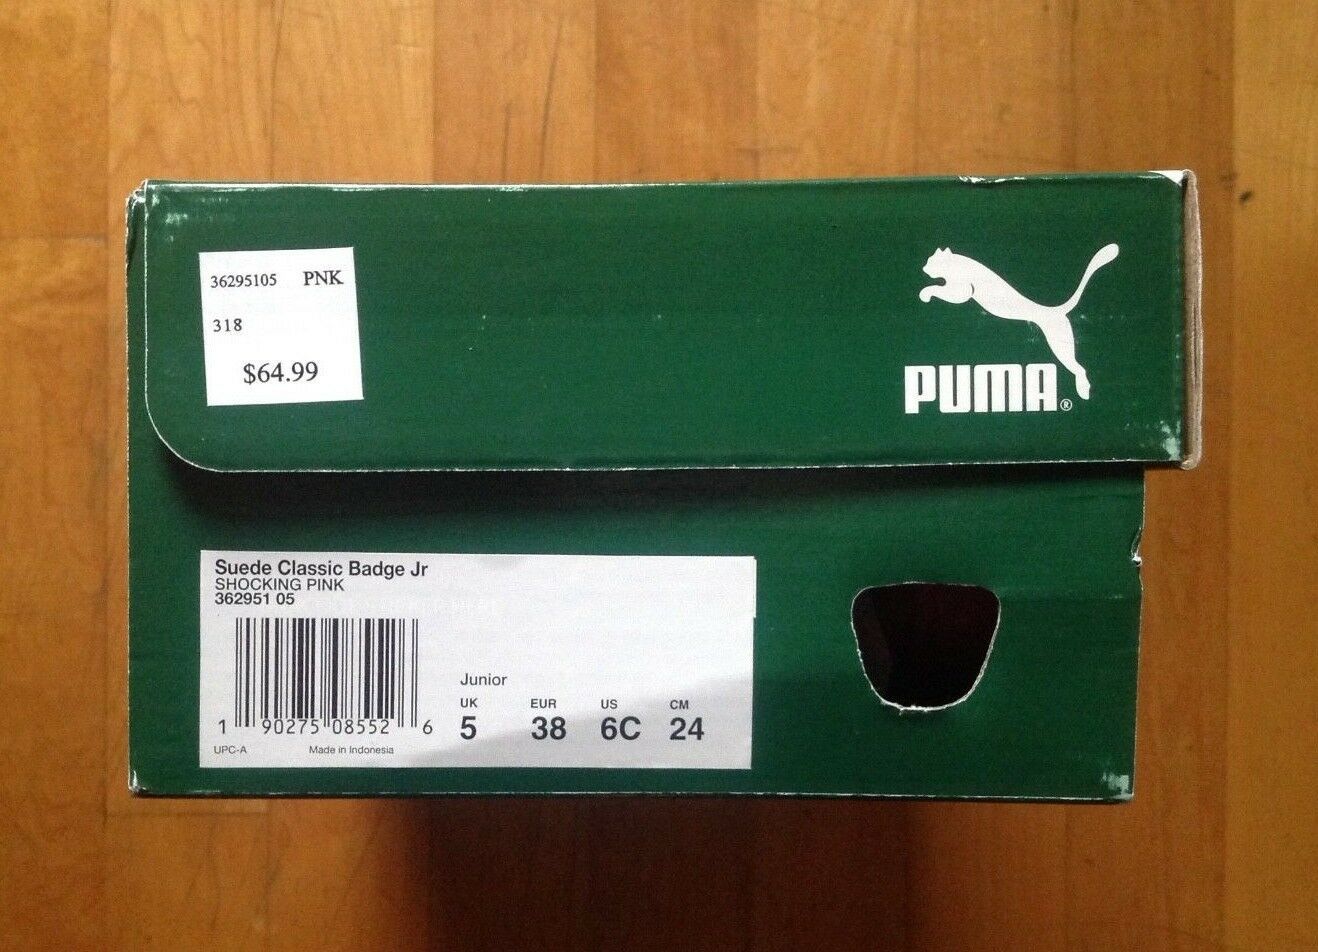 36295105 PNK
318
$64.99
PUMA®
Suede Classic Badge Jr
SHOCKING PINK
362951 05
1 90275 08552 6
UPC-A Made in Indonesia
Junior
UK EUR US CM
5 38 6C 24